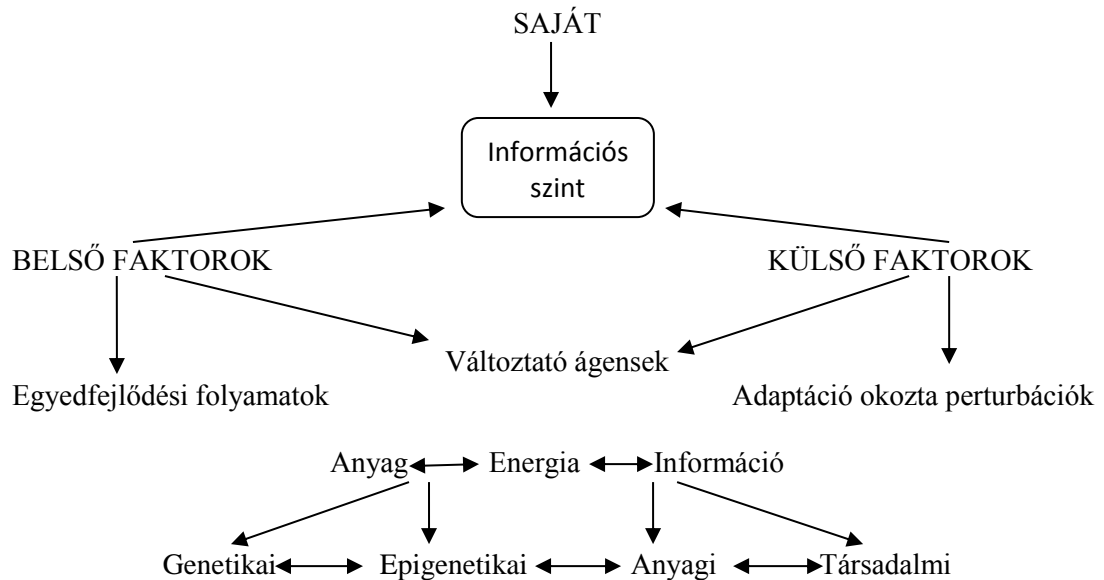 SAJÁT
Információs
szint
BELSŐ FAKTOROK
KÜLSŐ FAKTOROK
Változtató ágensek
Egyedfejlődési folyamatok
Adaptáció okozta perturbációk
Anyag Energia Információ
Genetikai Epigenetikai Anyagi Társadalmi